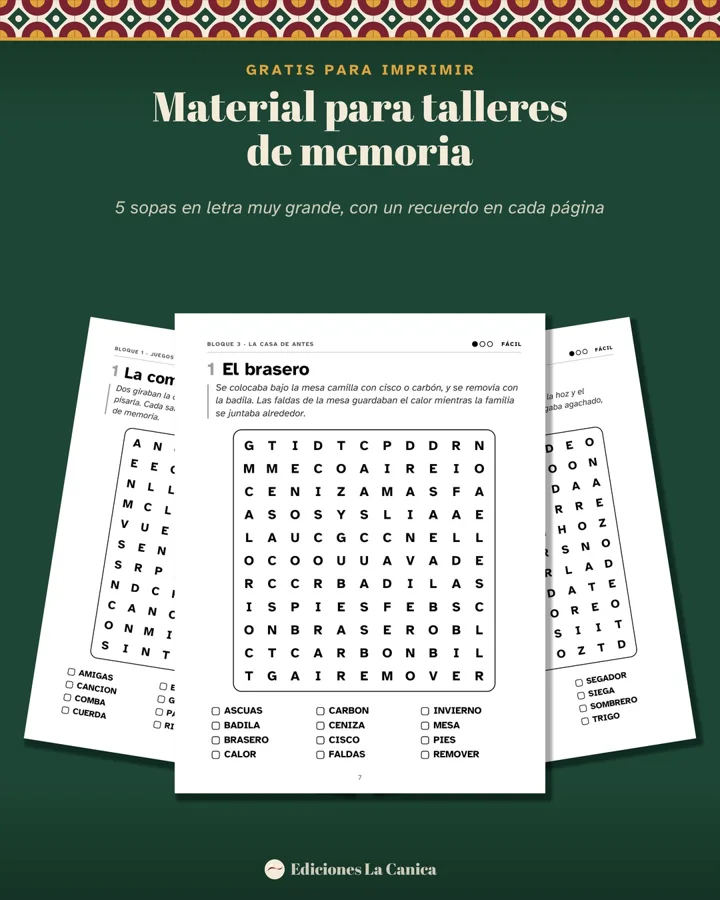 GRATIS PARA IMPRIMIR
Material para talleres
de memoria
5 sopas en letra muy grande, con un recuerdo en cada página
BLOQUE 1 - JUEGOS
1 La com
Dos giraban la c
pisarla. Cada sa
de memoria.
A N
E E C
N L L
M C L
V U E
S E N
S R P
N D C
C A N C
O N M I
S I N T
AMIGAS
CANCION
COMBA
CUERDA
E
G
PA
RI
BLOQUE 3 - LA CASA DE ANTES
FÁCIL
1 El brasero
Se colocaba bajo la mesa camilla con cisco o carbón, y se removía con
la badila. Las faldas de la mesa guardaban el calor mientras la familia
se juntaba alrededor.
G T I D T C P D D R N
M M E C O A I R E I O
C E N I Z A M A S F A
A S O S Y S L I A A E
L A U C G C C N E L L
O C O O U U A V A D E
R C C R B A D I L A S
I S P I E S F E B S C
O N B R A S E R O B L
C T C A R B O N B I L
T G A I R E M O V E R
ASCUAS
BADILA
BRASERO
CALOR
CARBON
CENIZA
CISCO
FALDAS
INVIERNO
MESA
PIES
REMOVER
7
FÁCIL
la hoz y el
gaba agachado,
D E O
O O N
D A A
R R E
H O Z
R S N O
R L A D
D A T E
O R E O
S I I T
O Z T D
SEGADOR
SIEGA
SOMBRERO
TRIGO
Ediciones La Canica